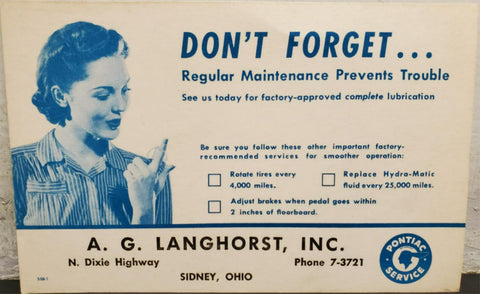 DON'T FORGET...
Regular Maintenance Prevents Trouble
See us today for factory-approved complete lubrication
Be sure you follow these other important factory-
recommended services for smoother operation:
Rotate tires every
4,000 miles.
Replace Hydra-Matic
fluid every 25,000 miles.
Adjust brakes when pedal goes within
2 inches of floorboard.
A. G. LANGHORST, INC.
N. Dixie Highway
Phone 7-3721
SIDNEY, OHIO
PONTIAC
SERVICE